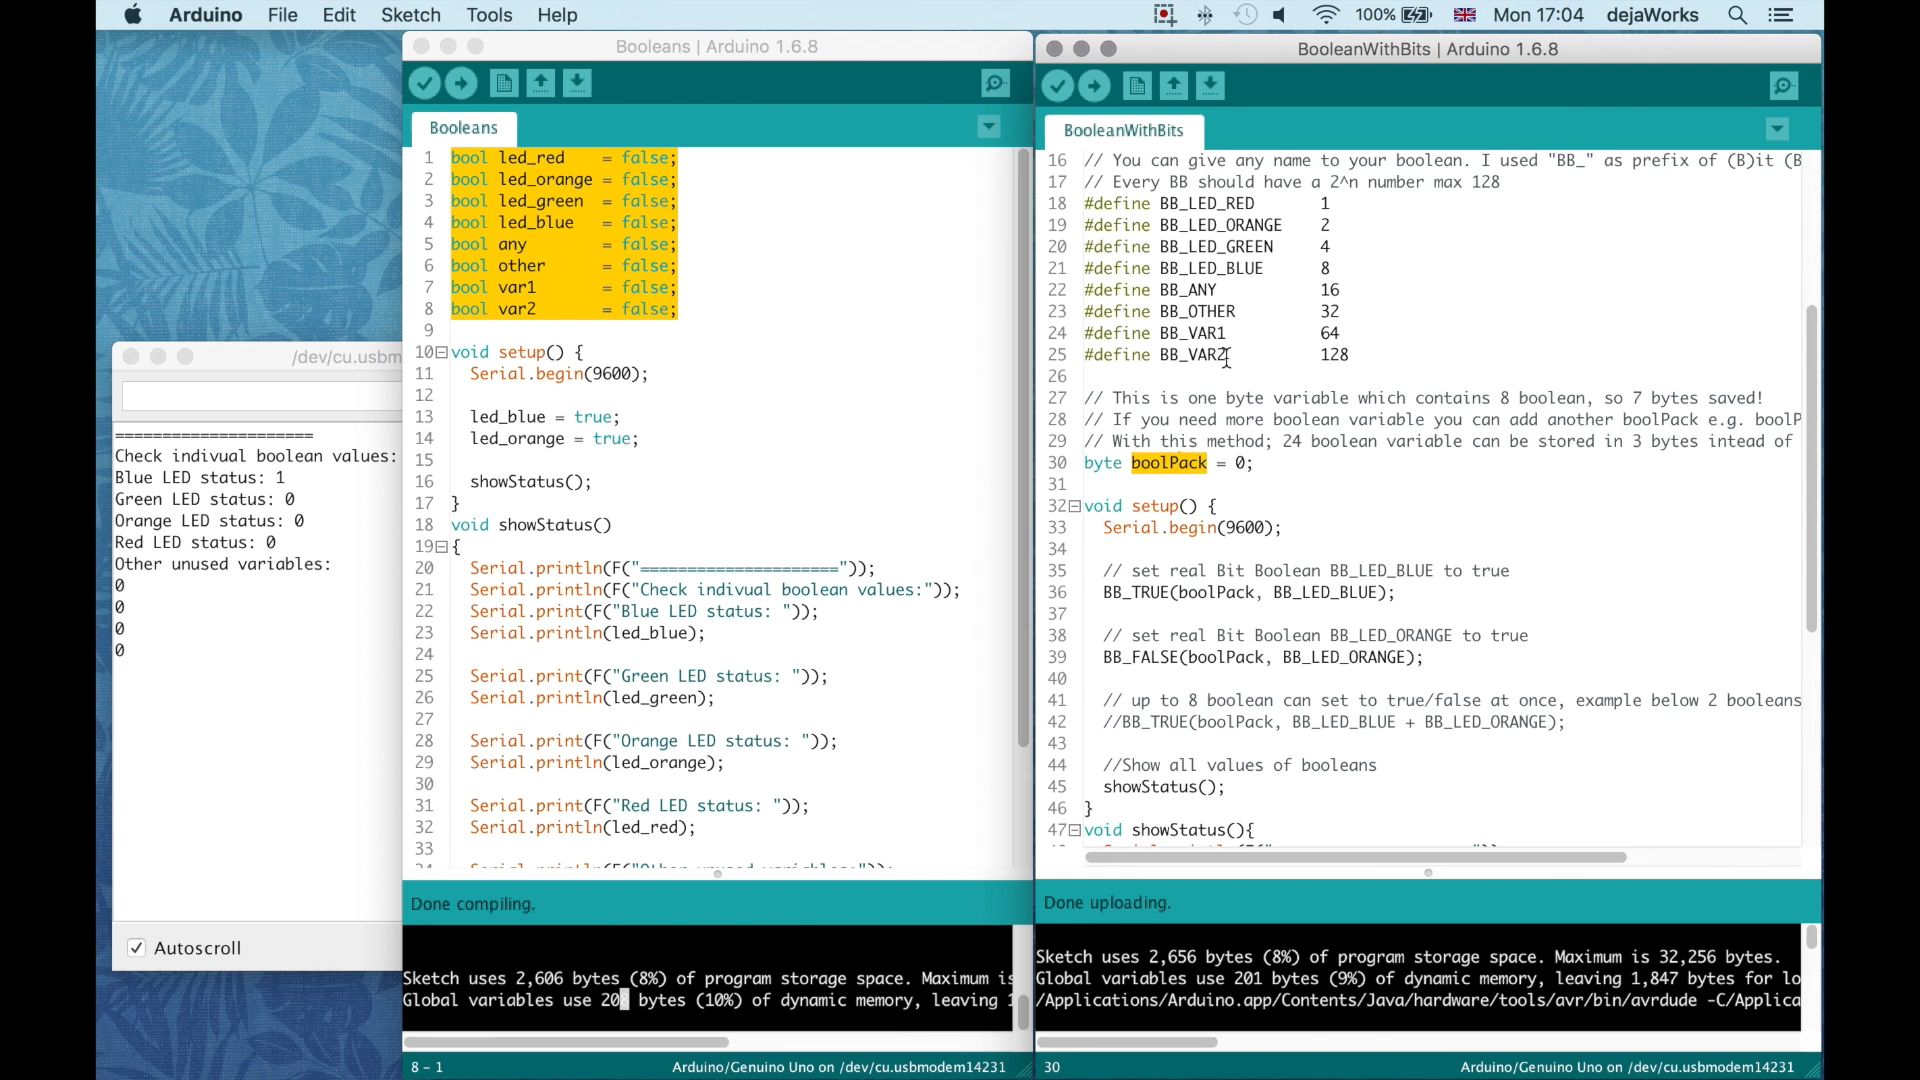 Arduino File Edit Sketch Tools Help 100% Mon 17:04 dejaWorks
/dev/cu.usbm
=====================
Check indivual boolean values:
Blue LED status: 1
Green LED status: 0
Orange LED status: 0
Red LED status: 0
Other unused variables:
0
0
0
0
Autoscroll
Booleans | Arduino 1.6.8
Booleans
1 bool led_red = false;
2 bool led_orange = false;
3 bool led_green = false;
4 bool led_blue = false;
5 bool any = false;
6 bool other = false;
7 bool var1 = false;
8 bool var2 = false;
9
10 void setup() {
11 Serial.begin(9600);
12
13 led_blue = true;
14 led_orange = true;
15
16 showStatus();
17 }
18 void showStatus()
19 {
20 Serial.println(F("====================="));
21 Serial.println(F("Check indivual boolean values:"));
22 Serial.print(F("Blue LED status: "));
23 Serial.println(led_blue);
24
25 Serial.print(F("Green LED status: "));
26 Serial.println(led_green);
27
28 Serial.print(F("Orange LED status: "));
29 Serial.println(led_orange);
30
31 Serial.print(F("Red LED status: "));
32 Serial.println(led_red);
33
Done compiling.
Sketch uses 2,606 bytes (8%) of program storage space. Maximum is
Global variables use 20 bytes (10%) of dynamic memory, leaving 1
8 - 1 Arduino/Genuino Uno on /dev/cu.usbmodem14231
BooleanWithBits | Arduino 1.6.8
BooleanWithBits
16 // You can give any name to your boolean. I used "BB_" as prefix of (B)it (B
17 // Every BB should have a 2^n number max 128
18 #define BB_LED_RED 1
19 #define BB_LED_ORANGE 2
20 #define BB_LED_GREEN 4
21 #define BB_LED_BLUE 8
22 #define BB_ANY 16
23 #define BB_OTHER 32
24 #define BB_VAR1 64
25 #define BB_VAR2 128
26
27 // This is one byte variable which contains 8 boolean, so 7 bytes saved!
28 // If you need more boolean variable you can add another boolPack e.g. boolP
29 // With this method; 24 boolean variable can be stored in 3 bytes intead of
30 byte boolPack = 0;
31
32 void setup() {
33 Serial.begin(9600);
34
35 // set real Bit Boolean BB_LED_BLUE to true
36 BB_TRUE(boolPack, BB_LED_BLUE);
37
38 // set real Bit Boolean BB_LED_ORANGE to true
39 BB_FALSE(boolPack, BB_LED_ORANGE);
40
41 // up to 8 boolean can set to true/false at once, example below 2 booleans
42 //BB_TRUE(boolPack, BB_LED_BLUE + BB_LED_ORANGE);
43
44 //Show all values of booleans
45 showStatus();
46 }
47 void showStatus(){
Done uploading.
Sketch uses 2,656 bytes (8%) of program storage space. Maximum is 32,256 bytes.
Global variables use 201 bytes (9%) of dynamic memory, leaving 1,847 bytes for lo
/Applications/Arduino.app/Contents/Java/hardware/tools/avr/bin/avrdude -C/Applica
30 Arduino/Genuino Uno on /dev/cu.usbmodem14231